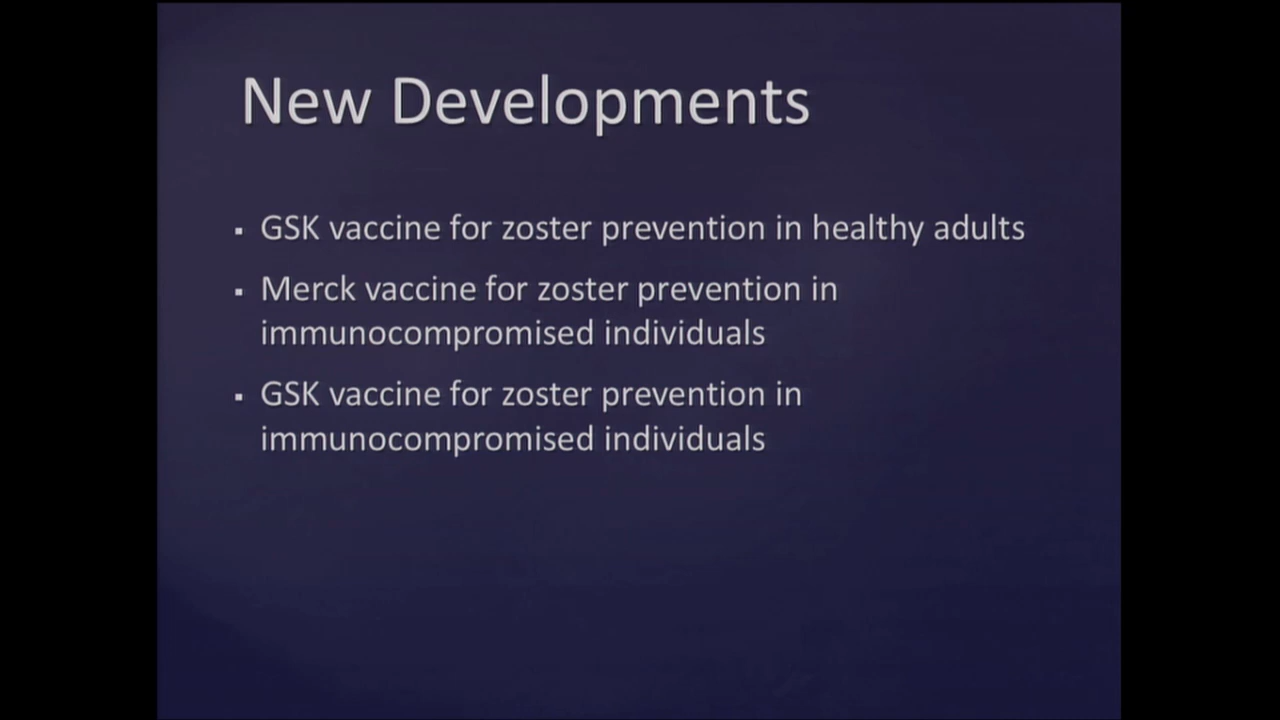 New Developments
▪ GSK vaccine for zoster prevention in healthy adults
▪ Merck vaccine for zoster prevention in
immunocompromised individuals
▪ GSK vaccine for zoster prevention in
immunocompromised individuals